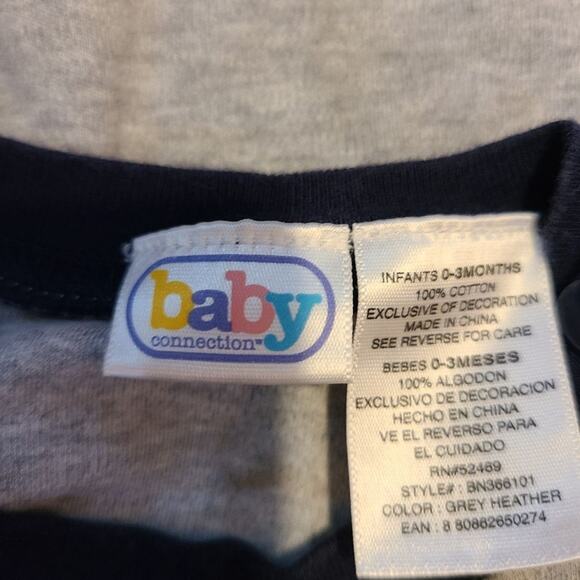 baby
connection™
INFANTS 0-3MONTHS
100% COTTON
EXCLUSIVE OF DECORATION
MADE IN CHINA
SEE REVERSE FOR CARE
BEBES 0-3MESES
100% ALGODON
EXCLUSIVO DE DECORACION
HECHO EN CHINA
VE EL REVERSO PARA
EL CUIDADO
RN#52469
STYLE# : BN366101
COLOR : GREY HEATHER
EAN : 8 80862650274